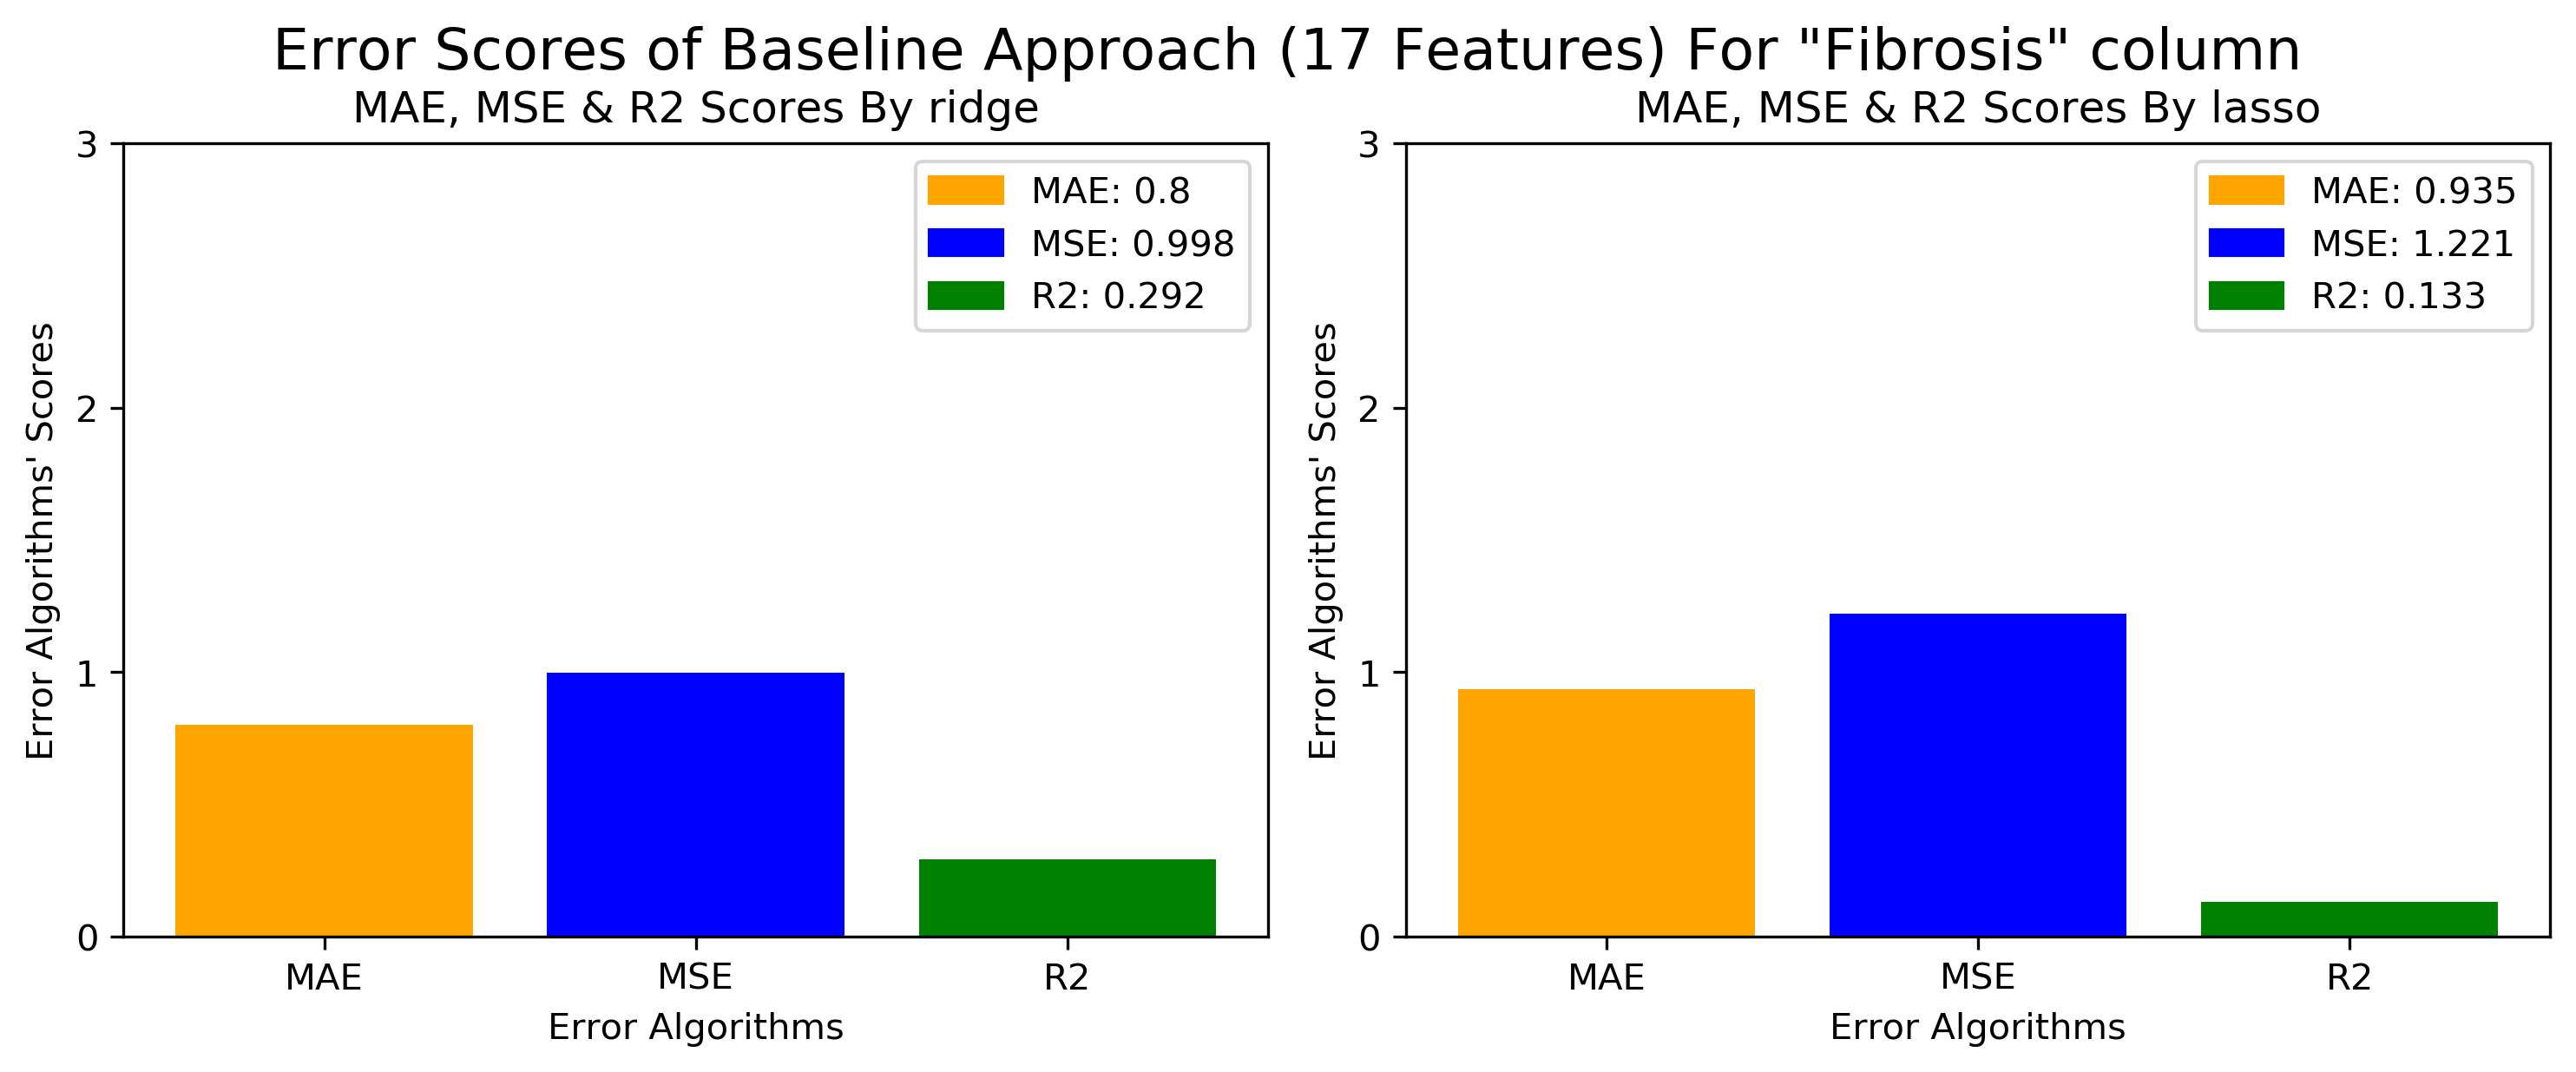 Error Scores of Baseline Approach (17 Features) For "Fibrosis" column
MAE, MSE & R2 Scores By ridge
3
2
1
0
Error Algorithms' Scores
MAE: 0.8
MSE: 0.998
R2: 0.292
MAE
MSE
R2
Error Algorithms
MAE, MSE & R2 Scores By lasso
3
2
1
0
Error Algorithms' Scores
MAE: 0.935
MSE: 1.221
R2: 0.133
MAE
MSE
R2
Error Algorithms